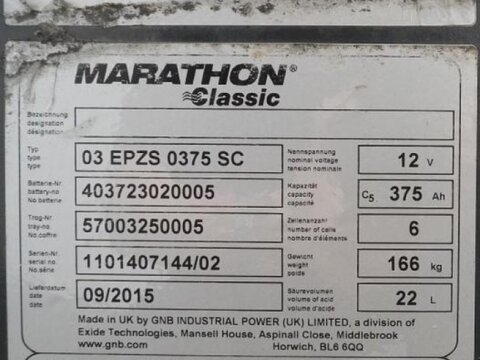 MARATHON®
Classic
Bezeichnung
designation
désignation
Typ
type
type
03 EPZS 0375 SC
Nennspannung
nominal voltage
tension nominale
12 V
Batterie-Nr.
battery-no
No. batterie
403723020005
Kapazität
capacity
capacité
C5 375 Ah
Trog-Nr.
tray-no.
No. coffre
57003250005
Zellenanzahl
number of cells
nombre d'éléments
6
Serien-Nr.
serial no.
No. série
1101407144/02
Gewicht
weight
poids
166 kg
Lieferdatum
date
date
09/2015
Säurevolumen
volume of acid
volume d'acide
22 L
Made in UK by GNB INDUSTRIAL POWER (UK) LIMITED, a division of
Exide Technologies, Mansell House, Aspinall Close, Middlebrook
www.gnb.com Horwich, BL6 6QQ